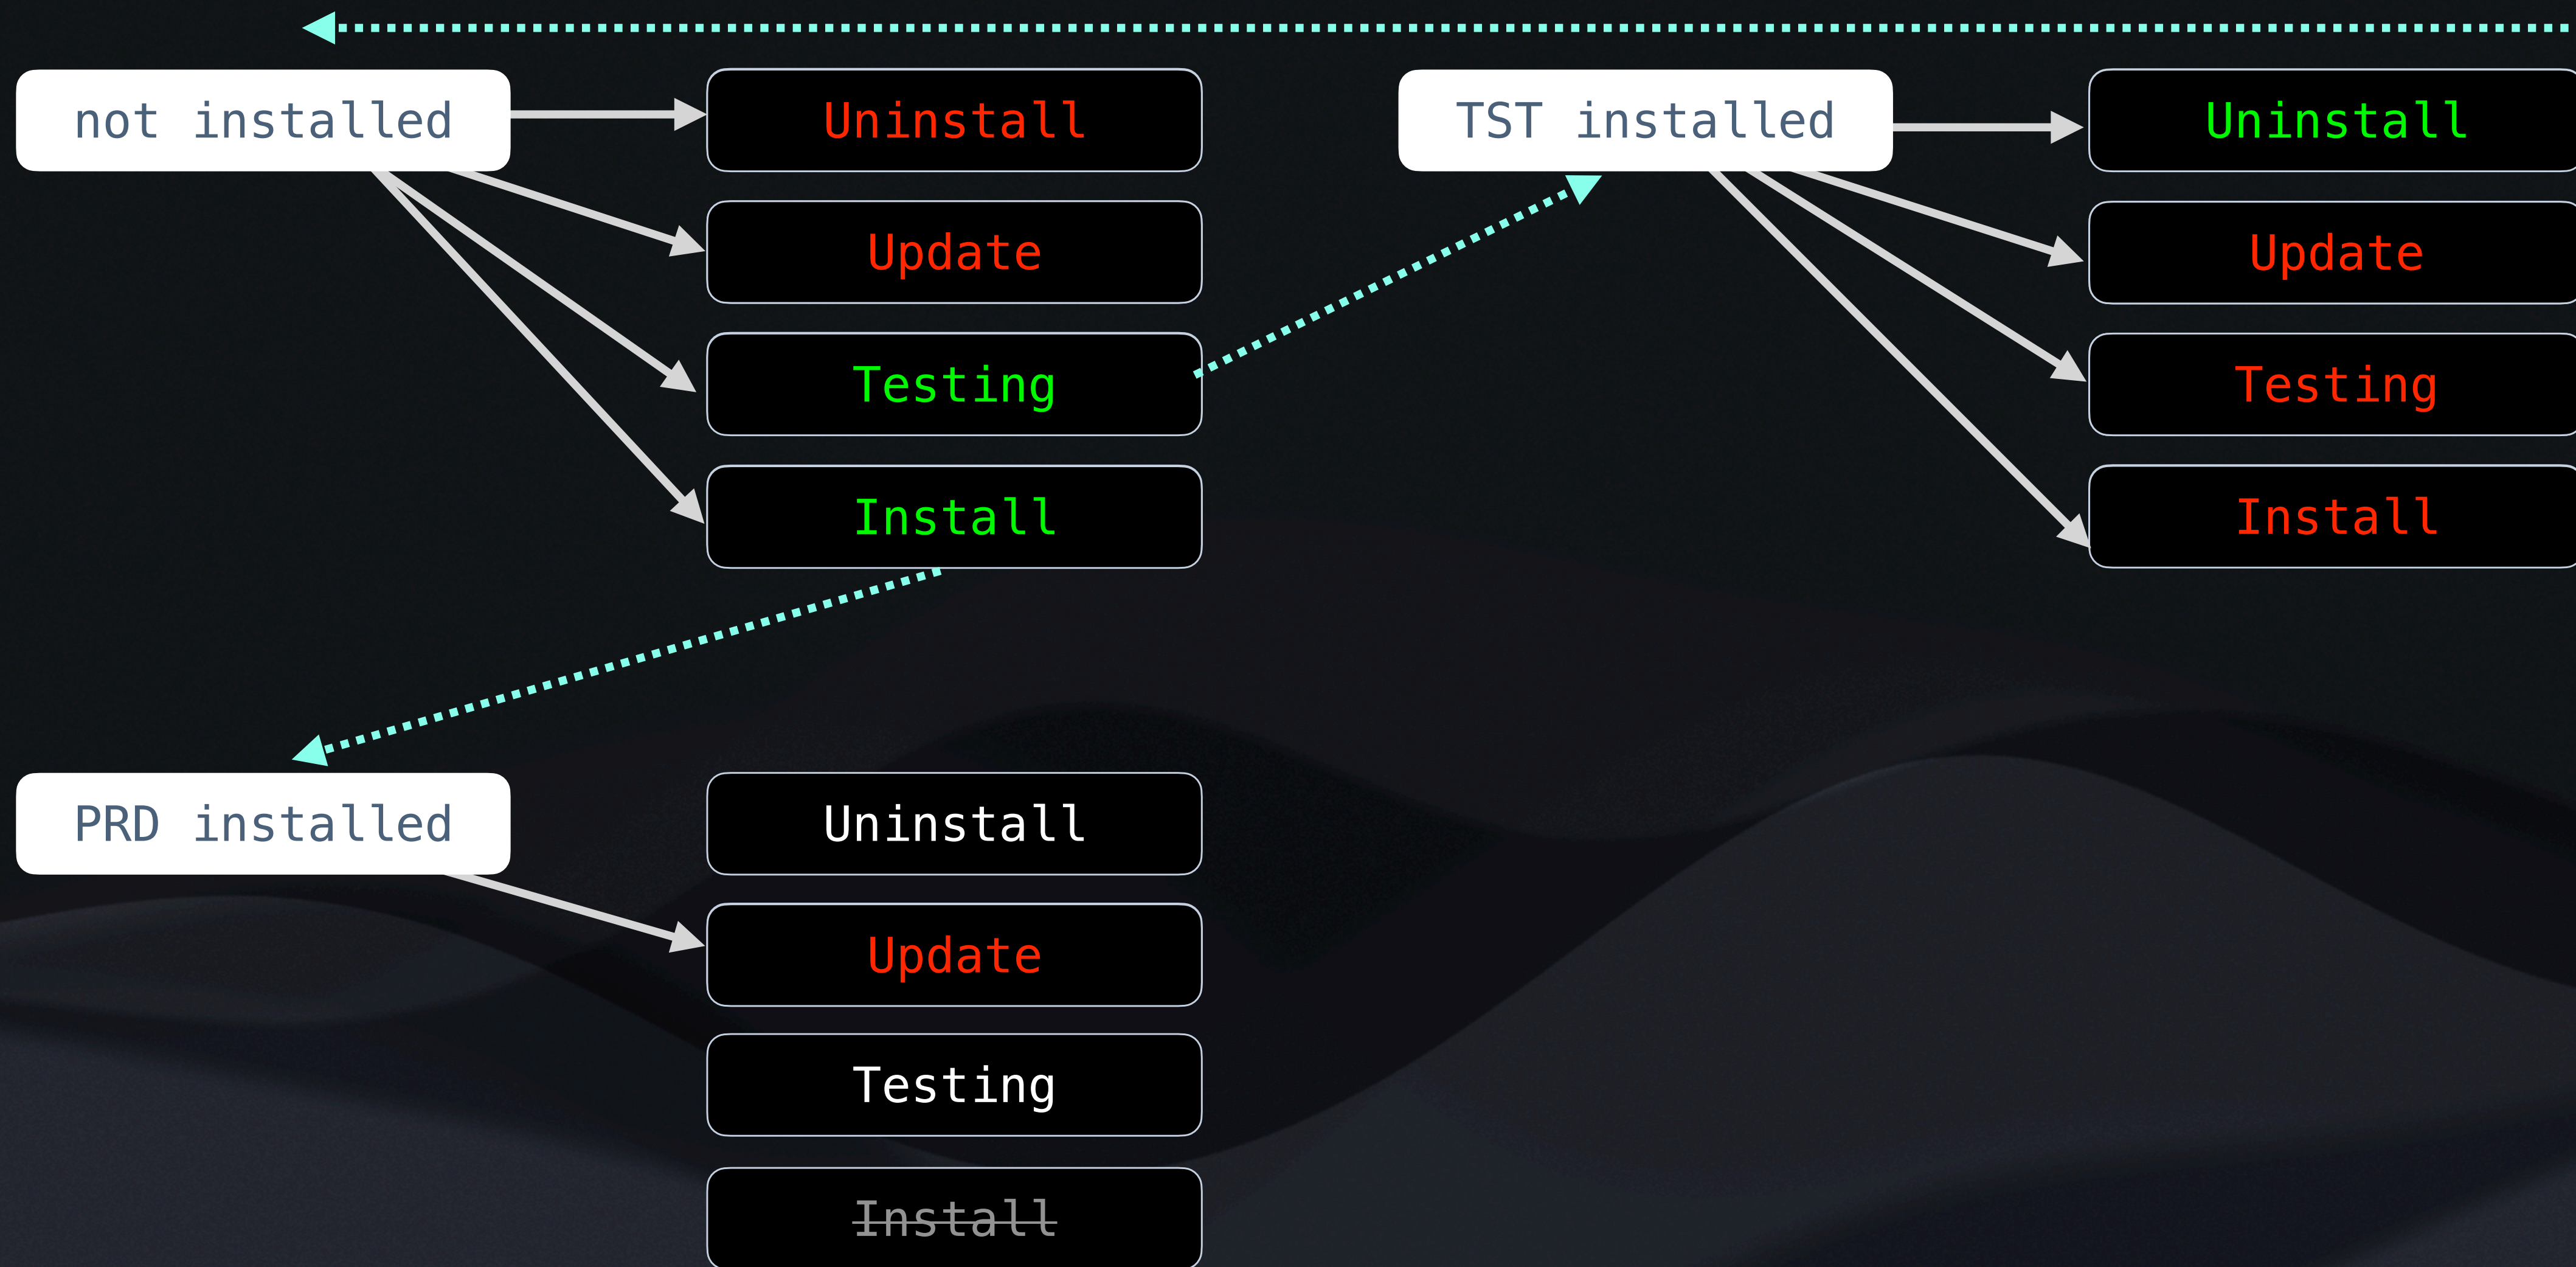 not installed
Uninstall
Update
Testing
Install
TST installed
Uninstall
Update
Testing
Install
PRD installed
Uninstall
Update
Testing
Install